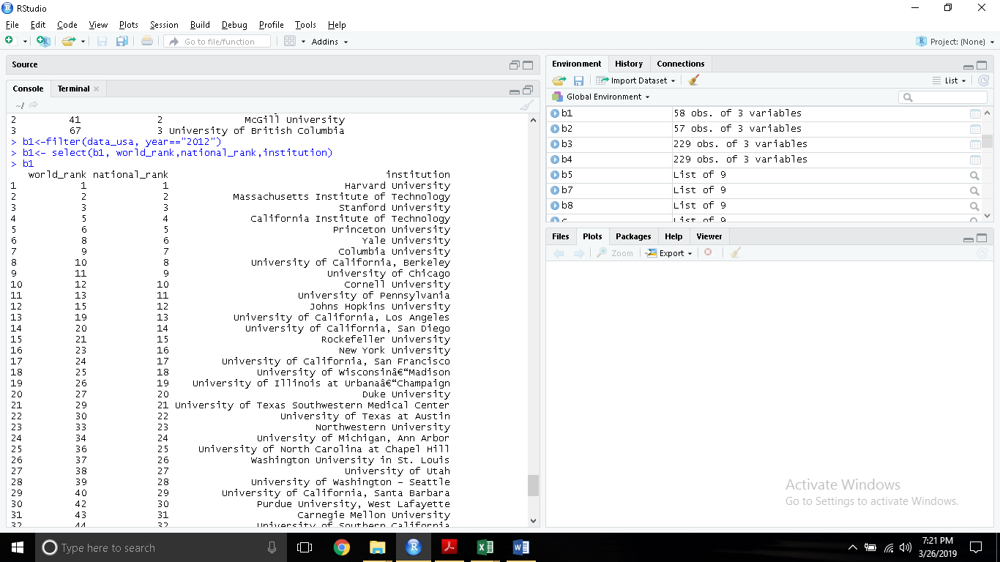 RStudio
File Edit Code View Plots Session Build Debug Profile Tools Help
Go to file/function Addins Project: (None)
Source
Console Terminal
~/
2 41 2 McGill University
3 67 3 University of British Columbia
> b1<-filter(data_usa, year=="2012")
> b1<- select(b1, world_rank,national_rank,institution)
> b1
world_rank national_rank institution
1 1 1 Harvard University
2 2 2 Massachusetts Institute of Technology
3 3 3 Stanford University
4 5 4 California Institute of Technology
5 6 5 Princeton University
6 8 6 Yale University
7 9 7 Columbia University
8 10 8 University of California, Berkeley
9 11 9 University of Chicago
10 12 10 Cornell University
11 13 11 University of Pennsylvania
12 15 12 Johns Hopkins University
13 19 13 University of California, Los Angeles
14 20 14 University of California, San Diego
15 21 15 Rockefeller University
16 23 16 New York University
17 24 17 University of California, San Francisco
18 25 18 University of Wisconsinâ€“Madison
19 26 19 University of Illinois at Urbanaâ€“Champaign
20 27 20 Duke University
21 29 21 University of Texas Southwestern Medical Center
22 30 22 University of Texas at Austin
23 33 23 Northwestern University
24 34 24 University of Michigan, Ann Arbor
25 36 25 University of North Carolina at Chapel Hill
26 37 26 Washington University in St. Louis
27 38 27 University of Utah
28 39 28 University of Washington - Seattle
29 40 29 University of California, Santa Barbara
30 42 30 Purdue University, West Lafayette
31 43 31 Carnegie Mellon University
32 44 32 University of Southern California
Environment History Connections
Import Dataset List
Global Environment
b1 58 obs. of 3 variables
b2 57 obs. of 3 variables
b3 229 obs. of 3 variables
b4 229 obs. of 3 variables
b5 List of 9
b7 List of 9
b8 List of 9
c List of 9
Files Plots Packages Help Viewer
Zoom Export
Activate Windows
Go to Settings to activate Windows.
Type here to search
7:21 PM
3/26/2019